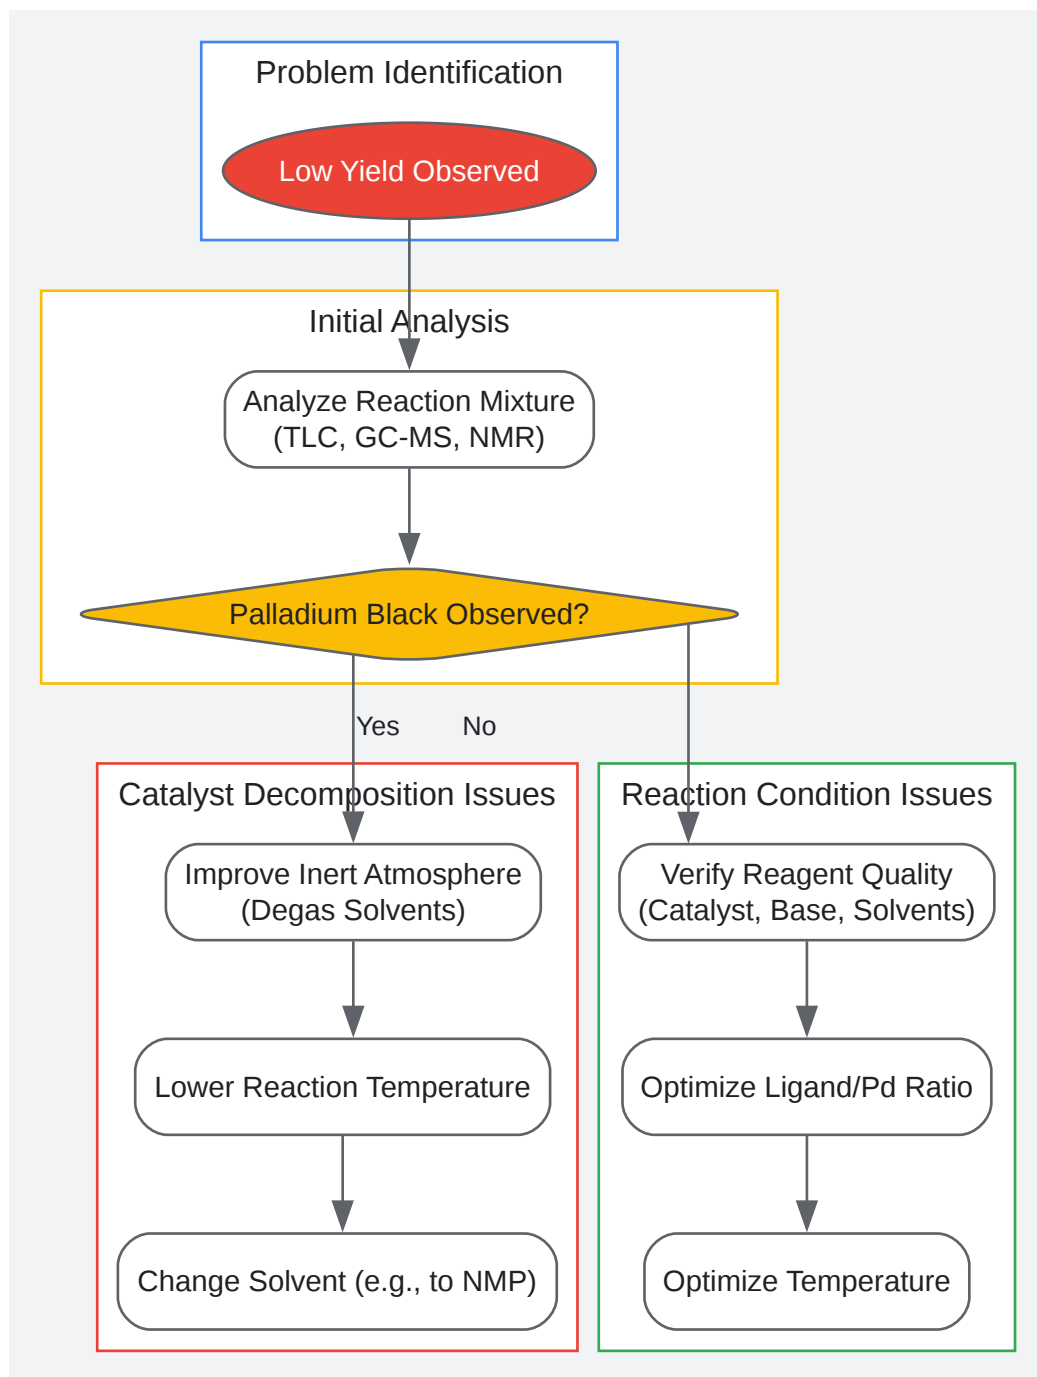 Problem Identification
Low Yield Observed
Initial Analysis
Analyze Reaction Mixture
(TLC, GC-MS, NMR)
Palladium Black Observed?
Yes
No
Catalyst Decomposition Issues
Improve Inert Atmosphere
(Degas Solvents)
Lower Reaction Temperature
Change Solvent (e.g., to NMP)
Reaction Condition Issues
Verify Reagent Quality
(Catalyst, Base, Solvents)
Optimize Ligand/Pd Ratio
Optimize Temperature